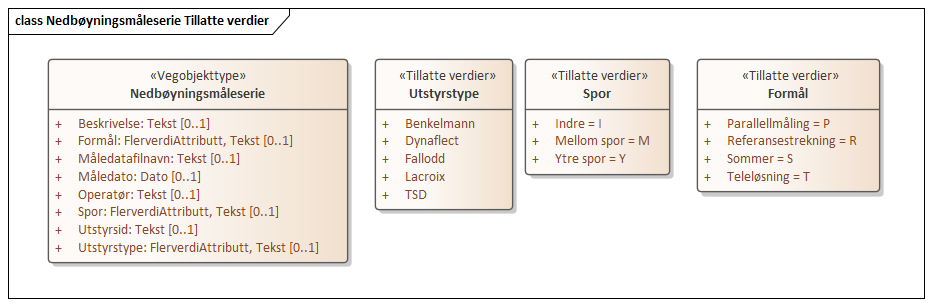 class Nedbøyningsmåleserie Tillatte verdier
«Vegobjekttype»
Nedbøyningsmåleserie
+ Beskrivelse: Tekst [0..1]
+ Formål: FlerverdiAttributt, Tekst [0..1]
+ Måledatafilnavn: Tekst [0..1]
+ Måledato: Dato [0..1]
+ Operatør: Tekst [0..1]
+ Spor: FlerverdiAttributt, Tekst [0..1]
+ Utstyrsid: Tekst [0..1]
+ Utstyrstype: FlerverdiAttributt, Tekst [0..1]
«Tillatte verdier»
Utstyrstype
+ Benkelmann
+ Dynaflect
+ Fallodd
+ Lacroix
+ TSD
«Tillatte verdier»
Spor
+ Indre = I
+ Mellom spor = M
+ Ytre spor = Y
«Tillatte verdier»
Formål
+ Parallellmåling = P
+ Referansestrekning = R
+ Sommer = S
+ Teleløsning = T